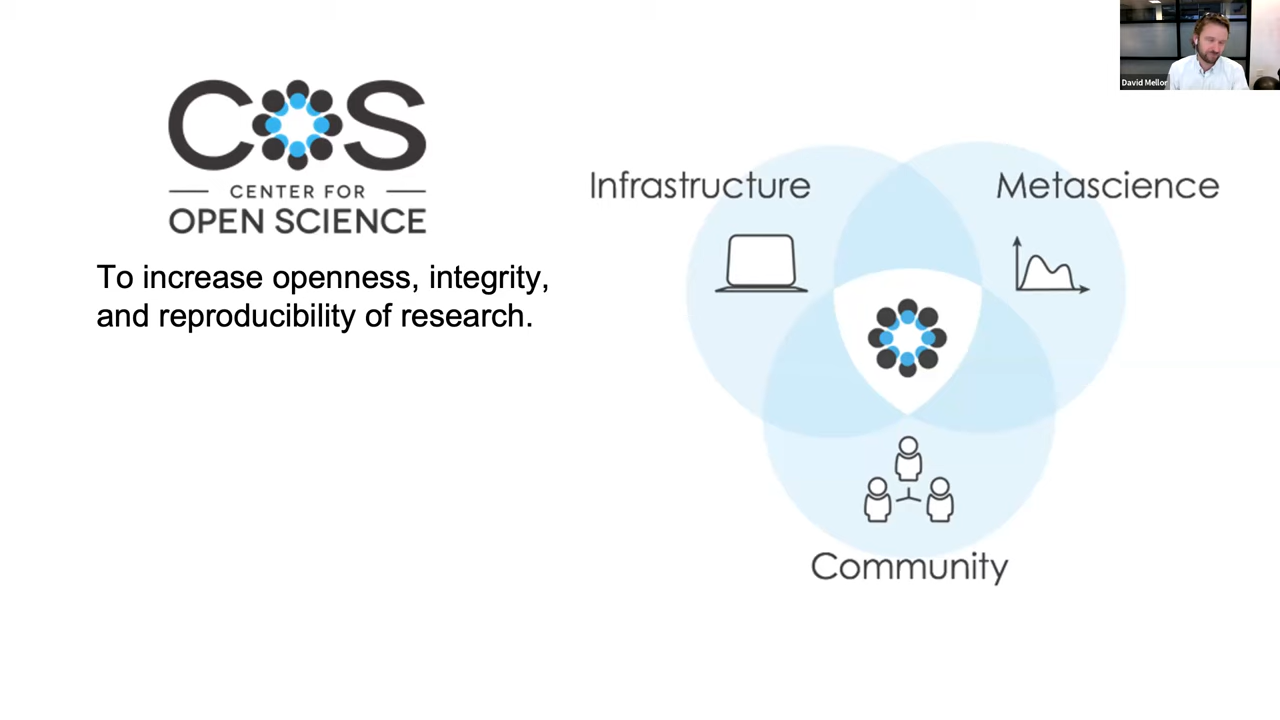 David Mellor
COS
CENTER FOR
OPEN SCIENCE
To increase openness, integrity,
and reproducibility of research.
Infrastructure
Metascience
Community